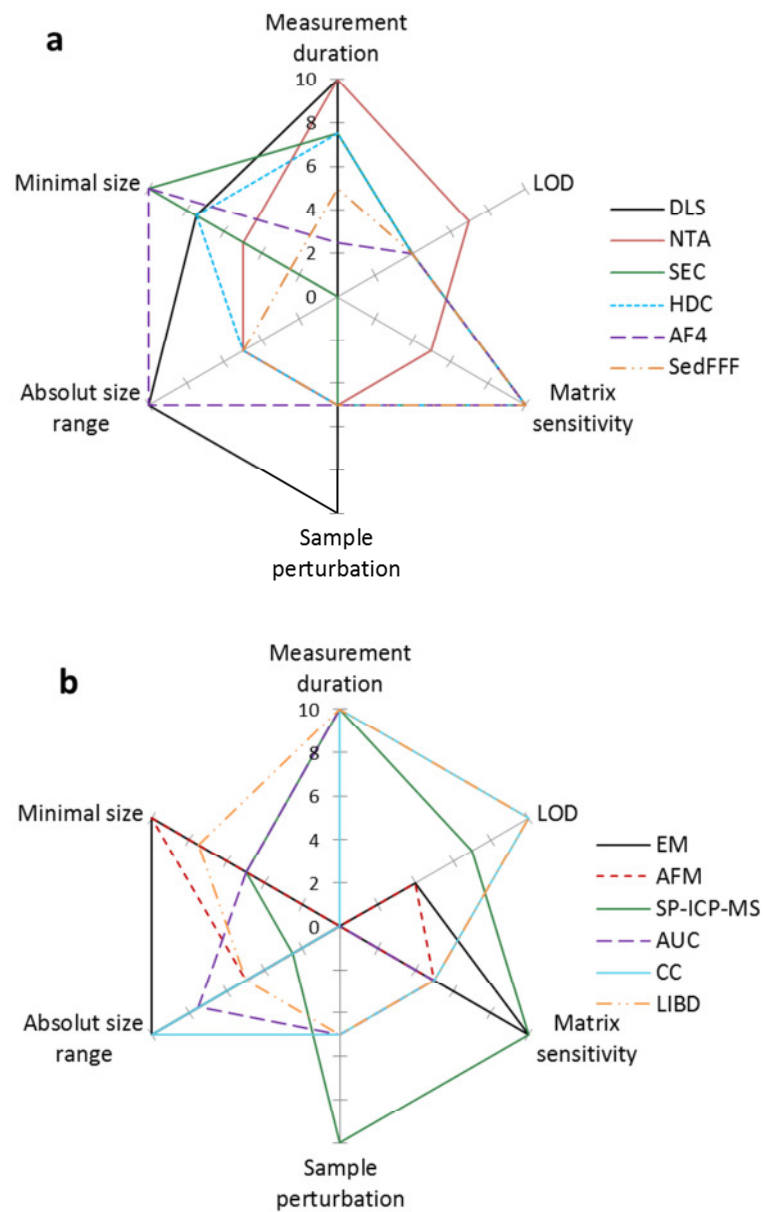 a
Measurement
duration
10
8
6
4
2
0
Minimal size
LOD
Absolut size
range
Matrix
sensitivity
Sample
perturbation
DLS
NTA
SEC
HDC
AF4
SedFFF
b
Measurement
duration
10
8
6
4
2
0
Minimal size
LOD
Absolut size
range
Matrix
sensitivity
Sample
perturbation
EM
AFM
SP-ICP-MS
AUC
CC
LIBD